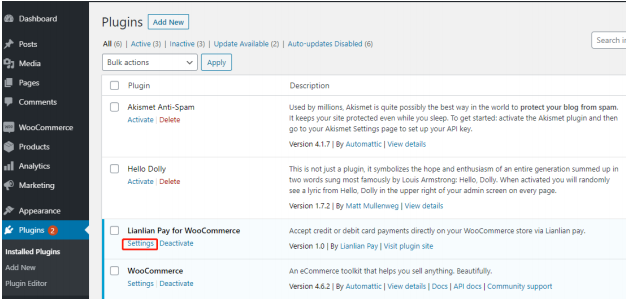 Dashboard
Posts
Media
Pages
Comments
WooCommerce
Products
Analytics
Marketing
Appearance
Plugins 2
Installed Plugins
Add New
Plugin Editor
Plugins Add New
All (6) | Active (3) | Inactive (3) | Update Available (2) | Auto-updates Disabled (6)
Search in
Bulk actions Apply
Plugin Description
Akismet Anti-Spam
Activate | Delete
Used by millions, Akismet is quite possibly the best way in the world to protect your blog from spam.
It keeps your site protected even while you sleep. To get started: activate the Akismet plugin and then
go to your Akismet Settings page to set up your API key.
Version 4.1.7 | By Automattic | View details
Hello Dolly
Activate | Delete
This is not just a plugin, it symbolizes the hope and enthusiasm of an entire generation summed up in
two words sung most famously by Louis Armstrong: Hello, Dolly. When activated you will randomly
see a lyric from Hello, Dolly in the upper right of your admin screen on every page.
Version 1.7.2 | By Matt Mullenweg | View details
Lianlian Pay for WooCommerce
Settings | Deactivate
Accept credit or debit card payments directly on your WooCommerce store via Lianlian pay.
Version 1.0 | By Lianlian Pay | Visit plugin site
WooCommerce
Settings | Deactivate
An eCommerce toolkit that helps you sell anything. Beautifully.
Version 4.6.2 | By Automattic | View details | Docs | API docs | Community support